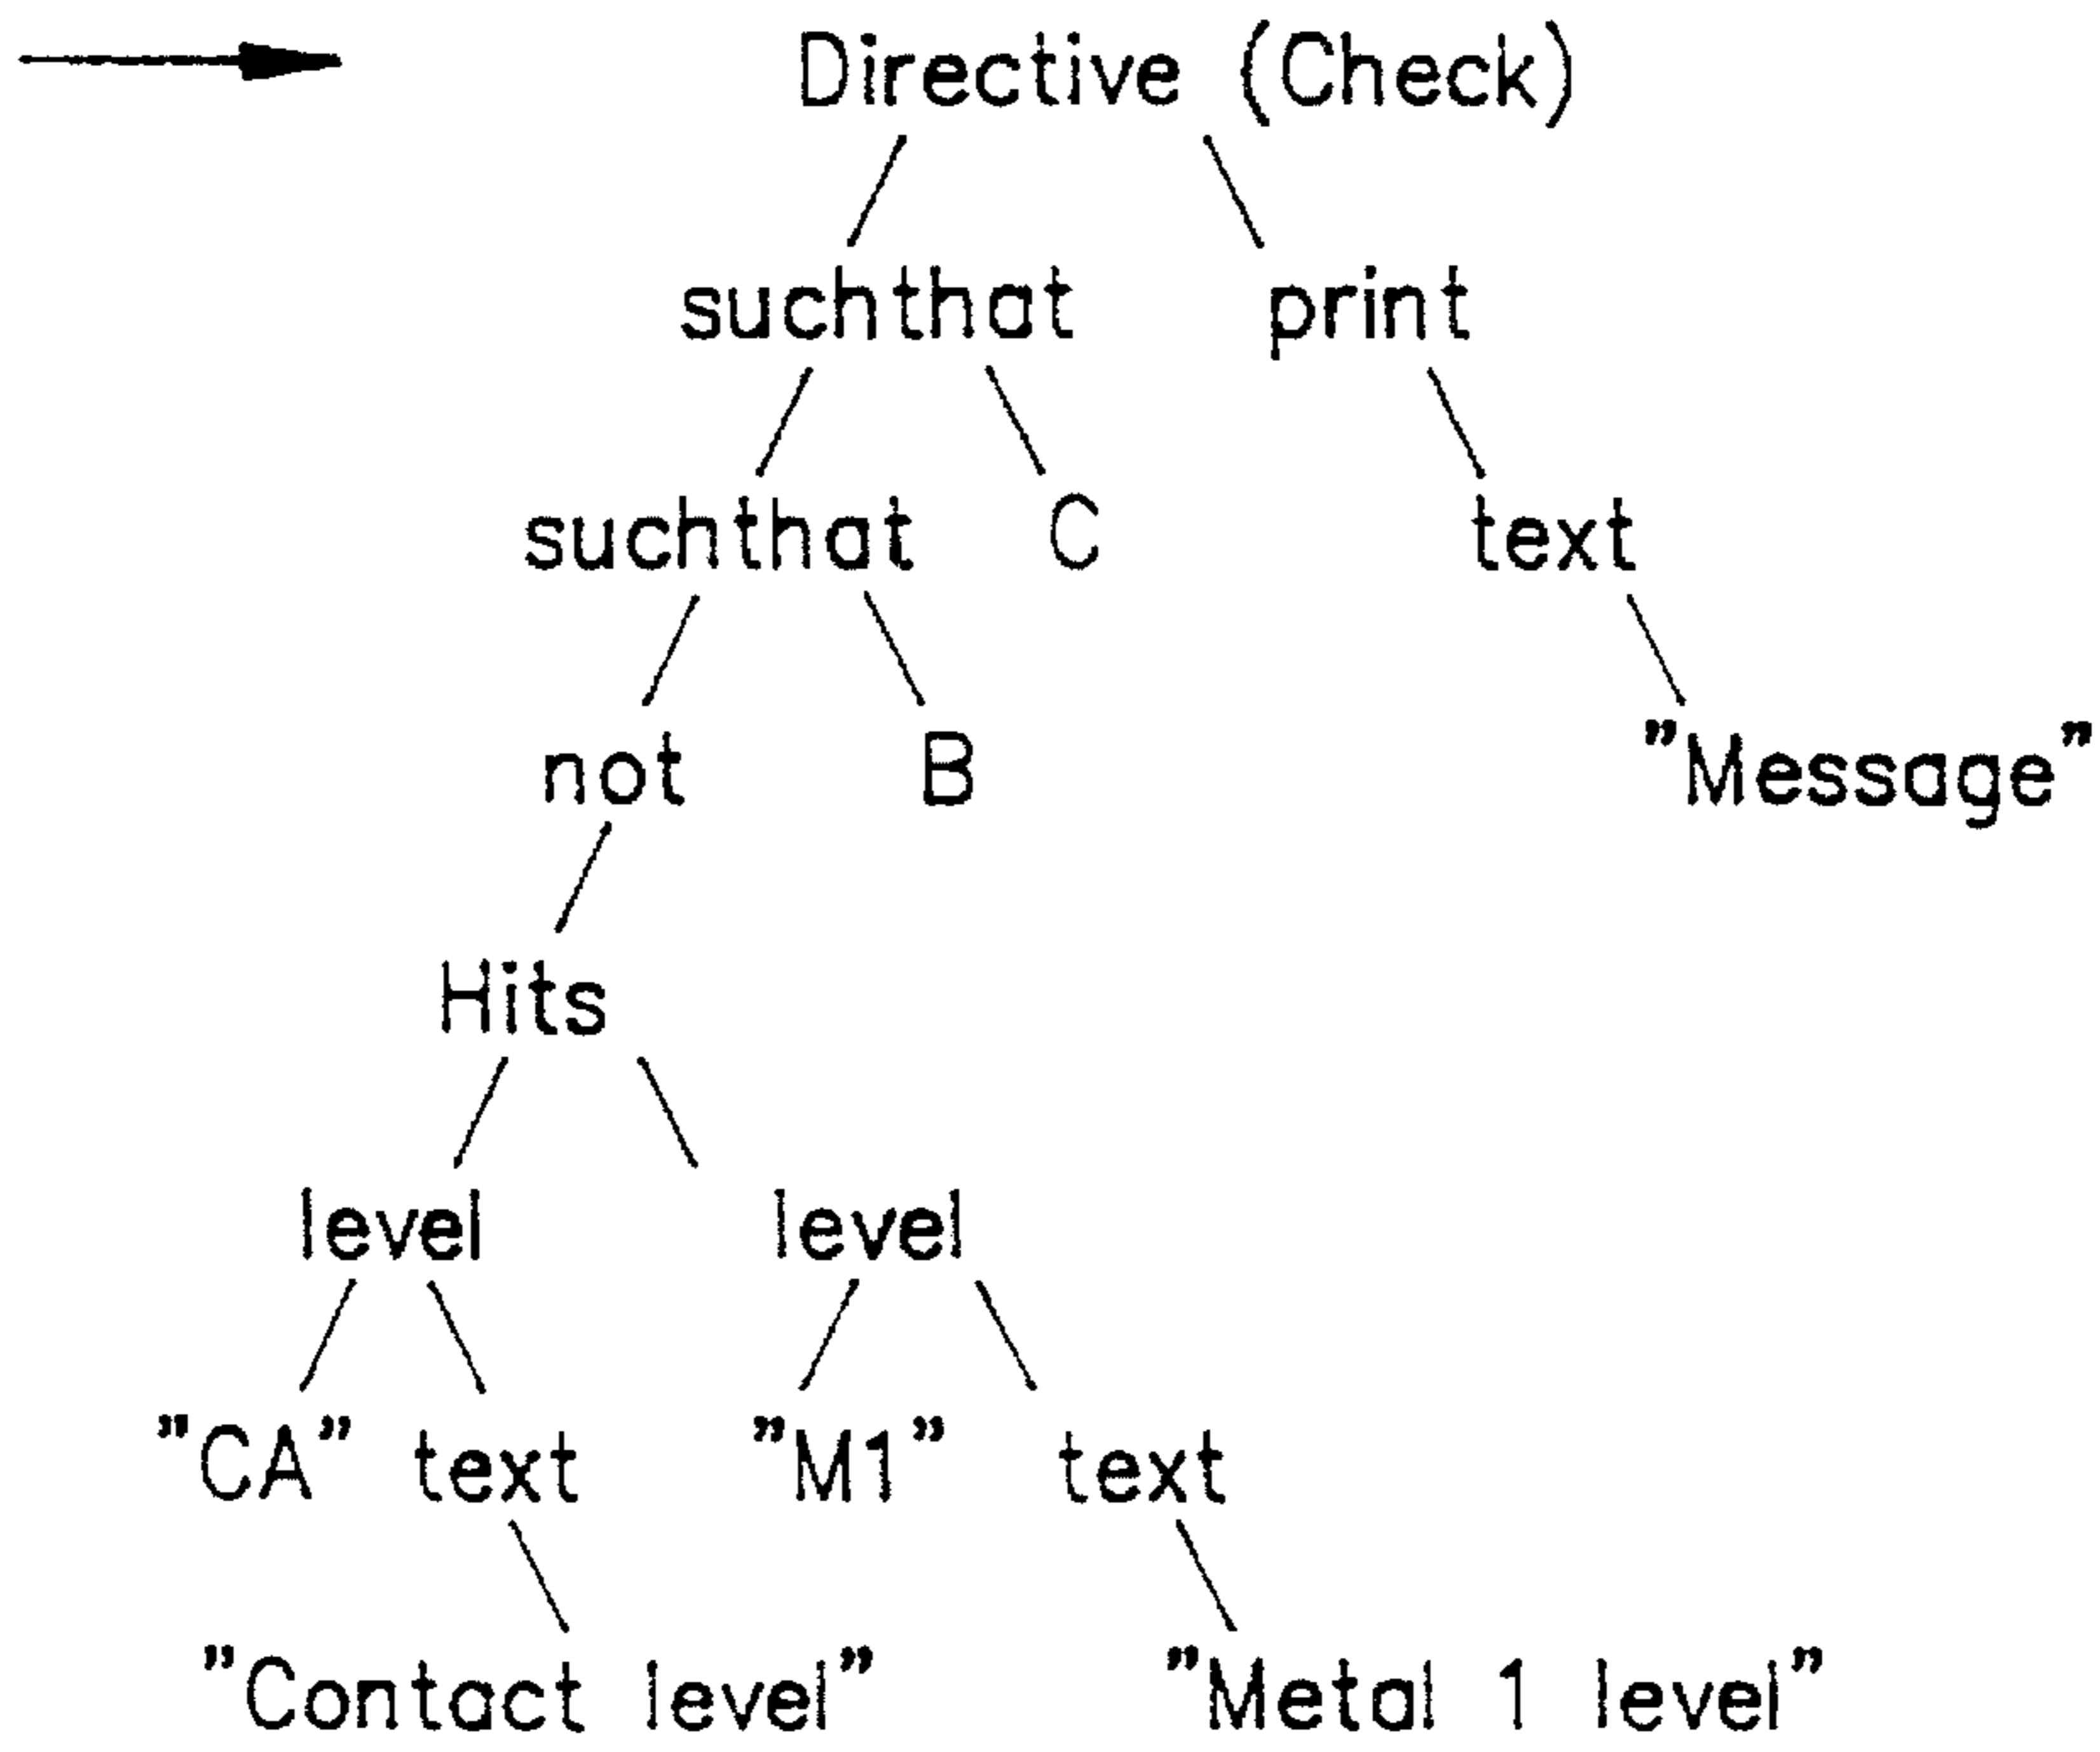 Directive (Check)
suchthat print
suchthat C text
not B "Message"
Hits
level level
"CA" text "M1" text
"Contact level" "Metal 1 level"